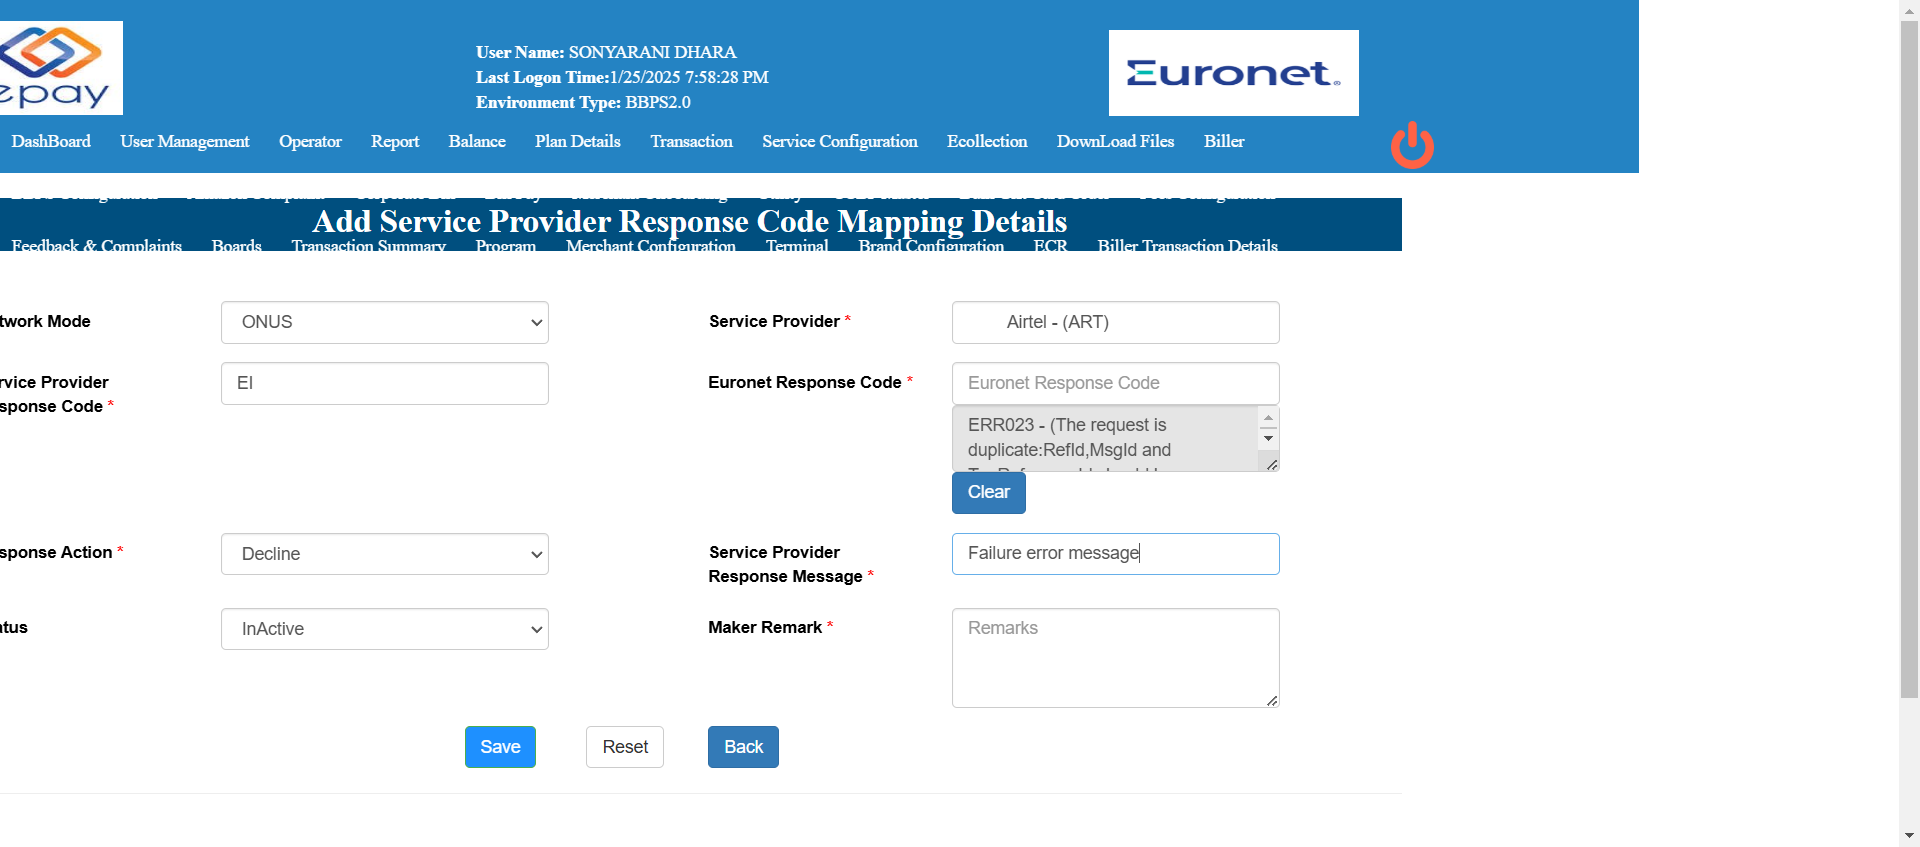 epay
User Name: SONYARANI DHARA
Last Logon Time:1/25/2025 7:58:28 PM
Environment Type: BBPS2.0
Euronet
DashBoard User Management Operator Report Balance Plan Details Transaction Service Configuration Ecollection DownLoad Files Biller
Add Service Provider Response Code Mapping Details
Feedback & Complaints Boards Transaction Summary Program Merchant Configuration Terminal Brand Configuration ECR Biller Transaction Details
twork Mode ONUS Service Provider * Airtel - (ART)
rvice Provider
sponse Code * EI Euronet Response Code * Euronet Response Code
ERR023 - (The request is
duplicate:RefId,MsgId and
Clear
sponse Action * Decline Service Provider
Response Message * Failure error message
atus InActive Maker Remark * Remarks
Save Reset Back